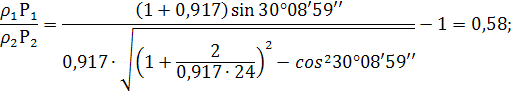 ρ₁P₁/ρ₂P₂ = (1 + 0,917) sin 30°08′59′′ / (0,917 · √((1 + 2/(0,917 · 24))² − cos²30°08′59′′)) − 1 = 0,58;